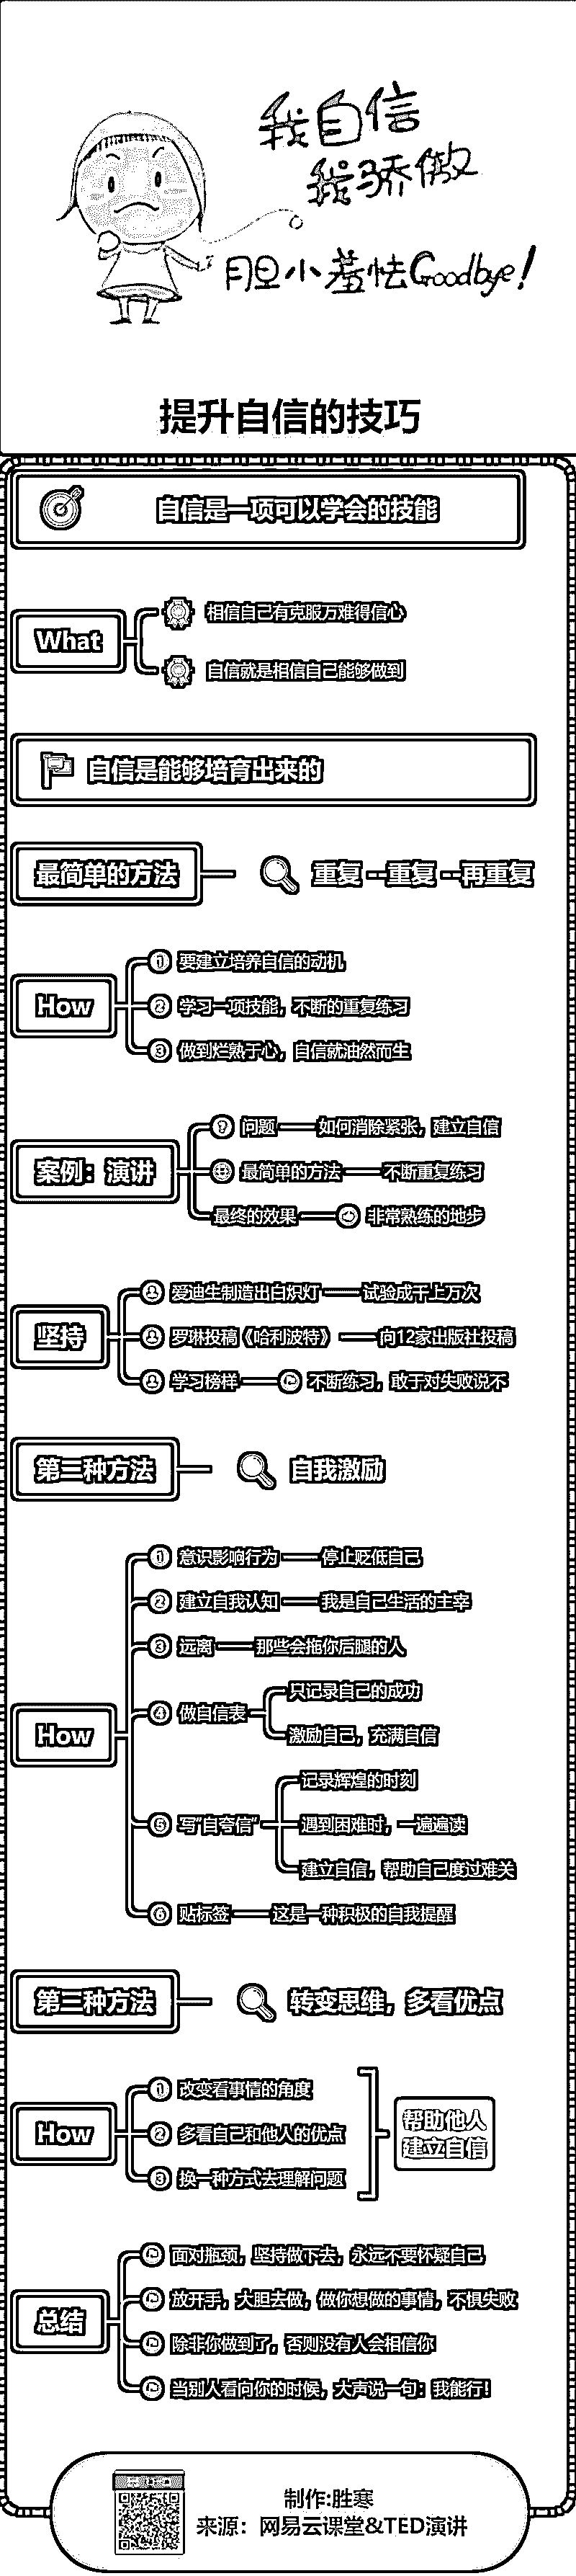 我自信
我骄傲
胆小羞怯Goodbye!
提升自信的技巧
自信是一项可以学会的技能
What
相信自己有克服万难得信心
自信就是相信自己能够做到
自信是能够培育出来的
最简单的方法
重复--重复--再重复
How
① 要建立培养自信的动机
② 学习一项技能，不断的重复练习
③ 做到烂熟于心，自信就油然而生
案例：演讲
问题 如何消除紧张，建立自信
最简单的方法 不断重复练习
最终的效果 非常熟练的地步
坚持
爱迪生制造出白炽灯 试验成千上万次
罗琳投稿《哈利波特》 向12家出版社投稿
学习榜样 不断练习，敢于对失败说不
第二种方法
自我激励
How
① 意识影响行为 停止贬低自己
② 建立自我认知 我是自己生活的主宰
③ 远离 那些会拖你后腿的人
④ 做自信表
只记录自己的成功
激励自己，充满自信
⑤ 写“自夸信”
记录辉煌的时刻
遇到困难时，一遍遍读
建立自信，帮助自己度过难关
⑥ 贴标签 这是一种积极的自我提醒
第三种方法
转变思维，多看优点
How
① 改变看事情的角度
② 多看自己和他人的优点
③ 换一种方式去理解问题
帮助他人
建立自信
总结
面对瓶颈，坚持做下去，永远不要怀疑自己
放开手，大胆去做，做你想做的事情，不惧失败
除非你做到了，否则没有人会相信你
当别人看向你的时候，大声说一句：我能行！
制作:胜寒
来源：网易云课堂&TED演讲